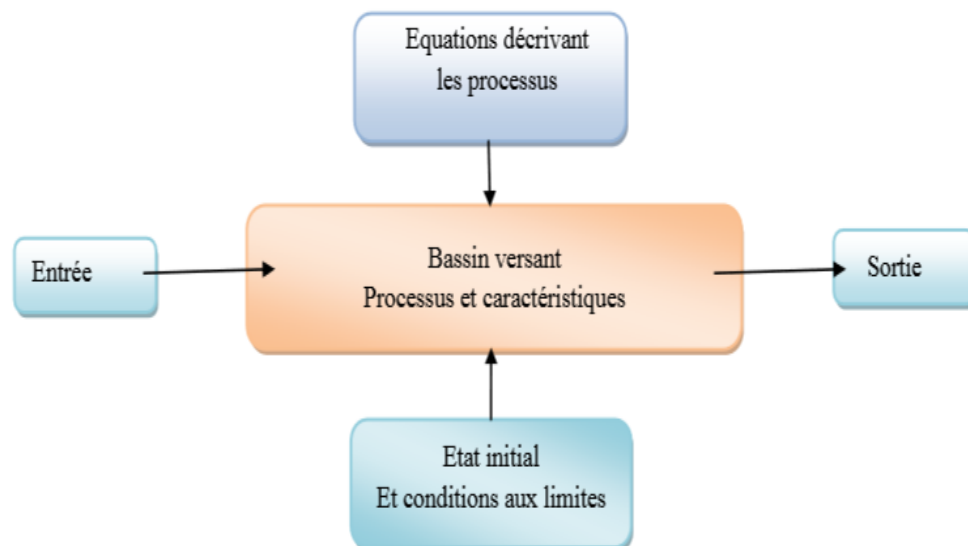 Equations décrivant
les processus
Entrée
Bassin versant
Processus et caractéristiques
Sortie
Etat initial
Et conditions aux limites